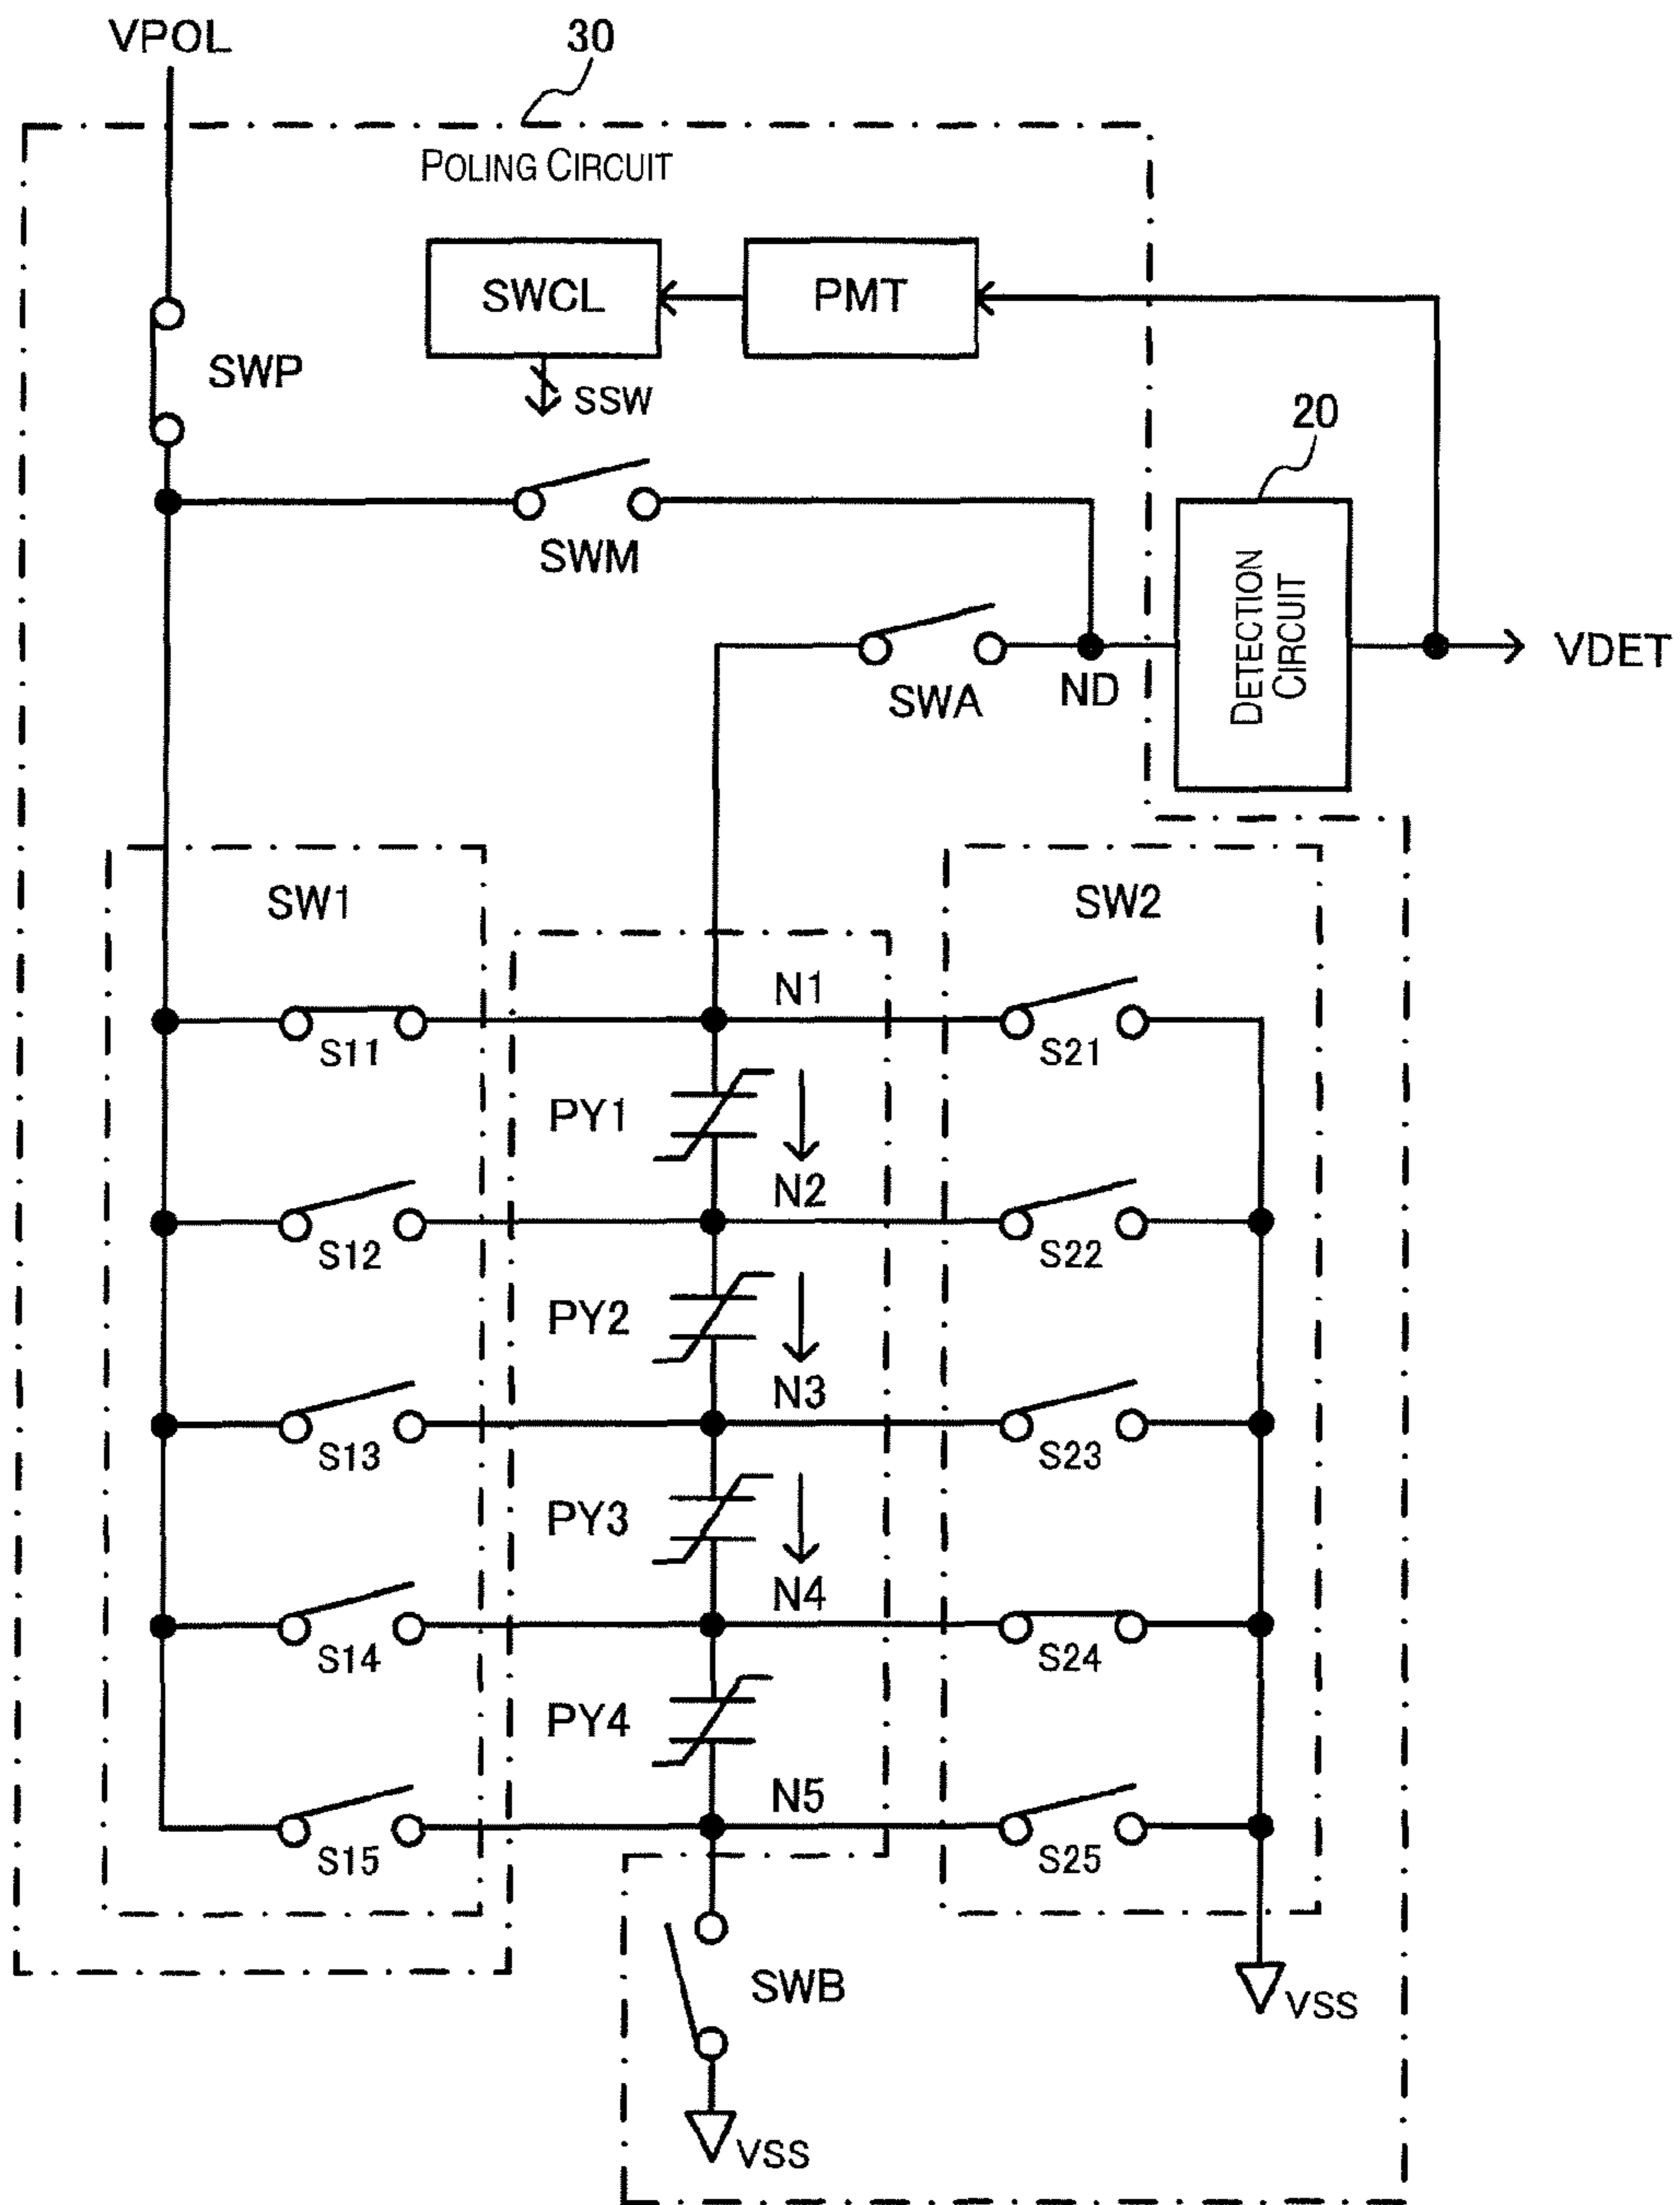 VPOL
30
POLING CIRCUIT
SWCL
PMT
SWP
SSW
20
SWM
DETECTION
CIRCUIT
VDET
SWA
ND
SW1
SW2
N1
S11
S21
PY1
N2
S12
S22
PY2
N3
S13
S23
PY3
N4
S14
S24
PY4
N5
S15
S25
SWB
VSS
VSS